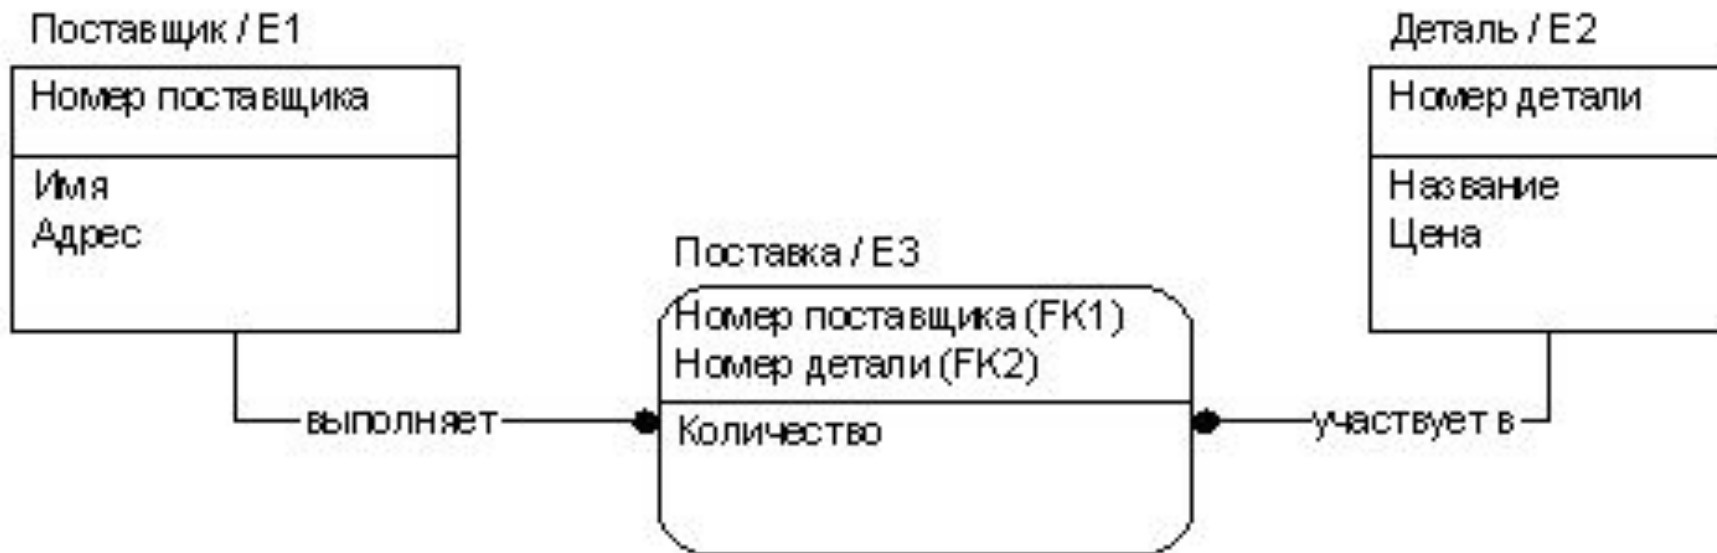 Поставщик / E1
Номер поставщика
Имя
Адрес
Деталь / E2
Номер детали
Название
Цена
Поставка / E3
Номер поставщика (FK1)
Номер детали (FK2)
Количество
выполняет
участвует в